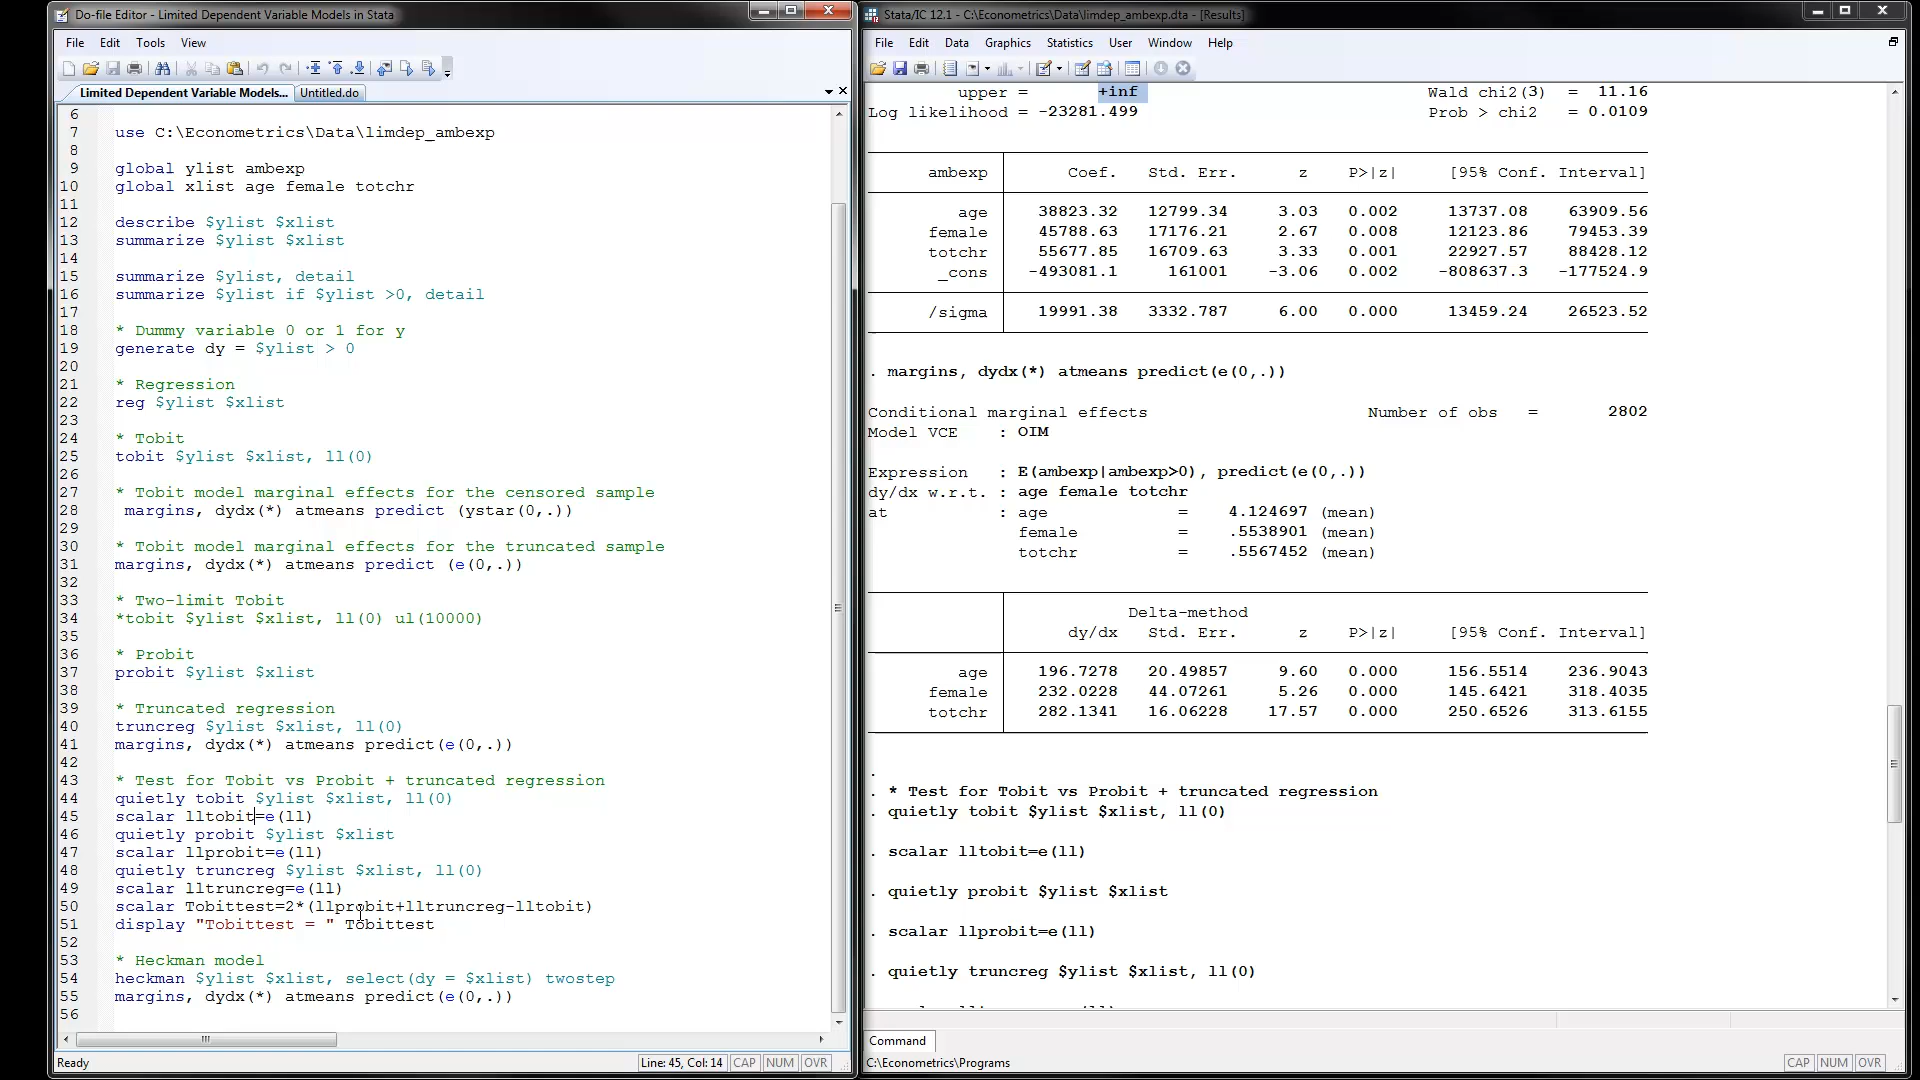 Do-file Editor - Limited Dependent Variable Models in Stata
File Edit Tools View
Limited Dependent Variable Models... Untitled.do
6
7 use C:\Econometrics\Data\limdep_ambexp
8
9 global ylist ambexp
10 global xlist age female totchr
11
12 describe $ylist $xlist
13 summarize $ylist $xlist
14
15 summarize $ylist, detail
16 summarize $ylist if $ylist >0, detail
17
18 * Dummy variable 0 or 1 for y
19 generate dy = $ylist > 0
20
21 * Regression
22 reg $ylist $xlist
23
24 * Tobit
25 tobit $ylist $xlist, ll(0)
26
27 * Tobit model marginal effects for the censored sample
28 margins, dydx(*) atmeans predict (ystar(0,.))
29
30 * Tobit model marginal effects for the truncated sample
31 margins, dydx(*) atmeans predict (e(0,.))
32
33 * Two-limit Tobit
34 *tobit $ylist $xlist, ll(0) ul(10000)
35
36 * Probit
37 probit $ylist $xlist
38
39 * Truncated regression
40 truncreg $ylist $xlist, ll(0)
41 margins, dydx(*) atmeans predict(e(0,.))
42
43 * Test for Tobit vs Probit + truncated regression
44 quietly tobit $ylist $xlist, ll(0)
45 scalar lltobit=e(ll)
46 quietly probit $ylist $xlist
47 scalar llprobit=e(ll)
48 quietly truncreg $ylist $xlist, ll(0)
49 scalar lltruncreg=e(ll)
50 scalar Tobittest=2*(llprobit+lltruncreg-lltobit)
51 display "Tobittest = " Tobittest
52
53 * Heckman model
54 heckman $ylist $xlist, select(dy = $xlist) twostep
55 margins, dydx(*) atmeans predict(e(0,.))
56
Ready Line: 45, Col: 14 CAP NUM OVR
Stata/IC 12.1 - C:\Econometrics\Data\limdep_ambexp.dta - [Results]
File Edit Data Graphics Statistics User Window Help
upper = +inf Wald chi2(3) = 11.16
Log likelihood = -23281.499 Prob > chi2 = 0.0109
ambexp Coef. Std. Err. z P>|z| [95% Conf. Interval]
age 38823.32 12799.34 3.03 0.002 13737.08 63909.56
female 45788.63 17176.21 2.67 0.008 12123.86 79453.39
totchr 55677.85 16709.63 3.33 0.001 22927.57 88428.12
_cons -493081.1 161001 -3.06 0.002 -808637.3 -177524.9
/sigma 19991.38 3332.787 6.00 0.000 13459.24 26523.52
. margins, dydx(*) atmeans predict(e(0,.))
Conditional marginal effects Number of obs = 2802
Model VCE : OIM
Expression : E(ambexp|ambexp>0), predict(e(0,.))
dy/dx w.r.t. : age female totchr
at : age = 4.124697 (mean)
female = .5538901 (mean)
totchr = .5567452 (mean)
Delta-method
dy/dx Std. Err. z P>|z| [95% Conf. Interval]
age 196.7278 20.49857 9.60 0.000 156.5514 236.9043
female 232.0228 44.07261 5.26 0.000 145.6421 318.4035
totchr 282.1341 16.06228 17.57 0.000 250.6526 313.6155
.
. * Test for Tobit vs Probit + truncated regression
. quietly tobit $ylist $xlist, ll(0)
. scalar lltobit=e(ll)
. quietly probit $ylist $xlist
. scalar llprobit=e(ll)
. quietly truncreg $ylist $xlist, ll(0)
Command
C:\Econometrics\Programs CAP NUM OVR